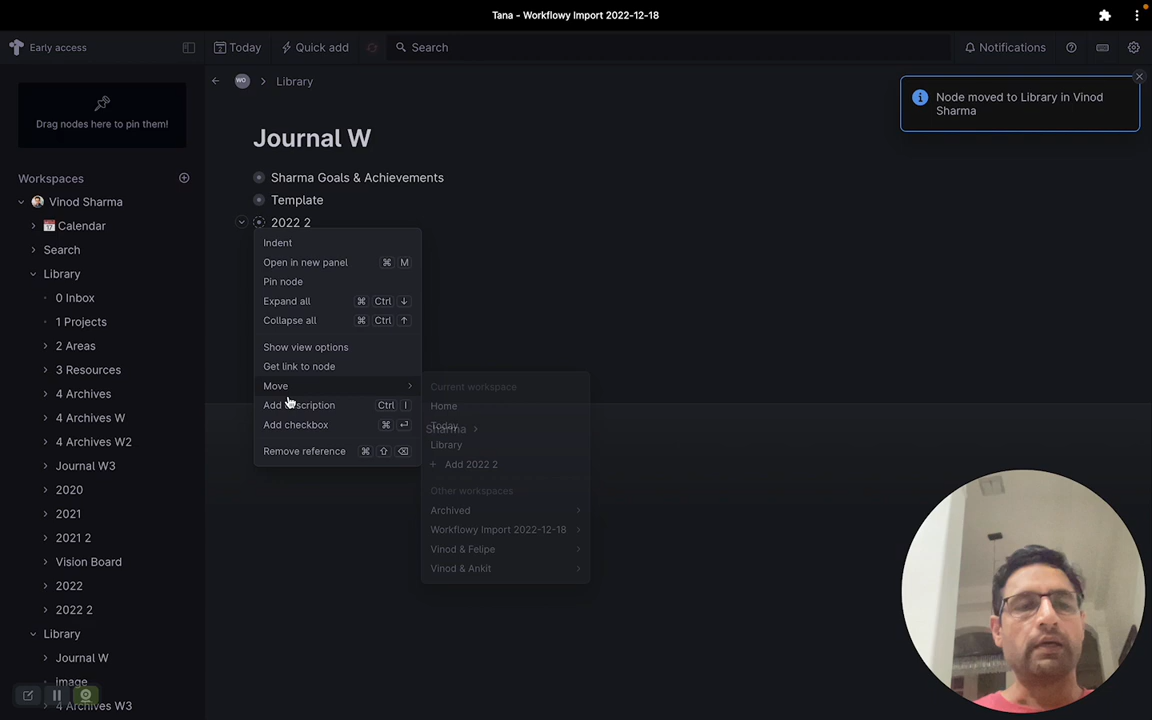 Tana - Workflowy Import 2022-12-18
Early access
Today
Quick add
Search
Notifications
WO
Library
Node moved to Library in Vinod
Sharma
Drag nodes here to pin them!
Journal W
Sharma Goals & Achievements
Template
2022 2
Workspaces
Vinod Sharma
Calendar
Search
Library
0 Inbox
1 Projects
2 Areas
3 Resources
4 Archives
4 Archives W
4 Archives W2
Journal W3
2020
2021
2021 2
Vision Board
2022
2022 2
Library
Journal W
image
4 Archives W3
Indent
Open in new panel ⌘ M
Pin node
Expand all ⌘ Ctrl ↓
Collapse all ⌘ Ctrl ↑
Show view options
Get link to node
Move
Add description Ctrl I
Add checkbox ⌘ ↵
Remove reference ⌘ ⇧ ⌫
Current workspace
Home
Today
Sharma
Library
+ Add 2022 2
Other workspaces
Archived
Workflowy Import 2022-12-18
Vinod & Felipe
Vinod & Ankit